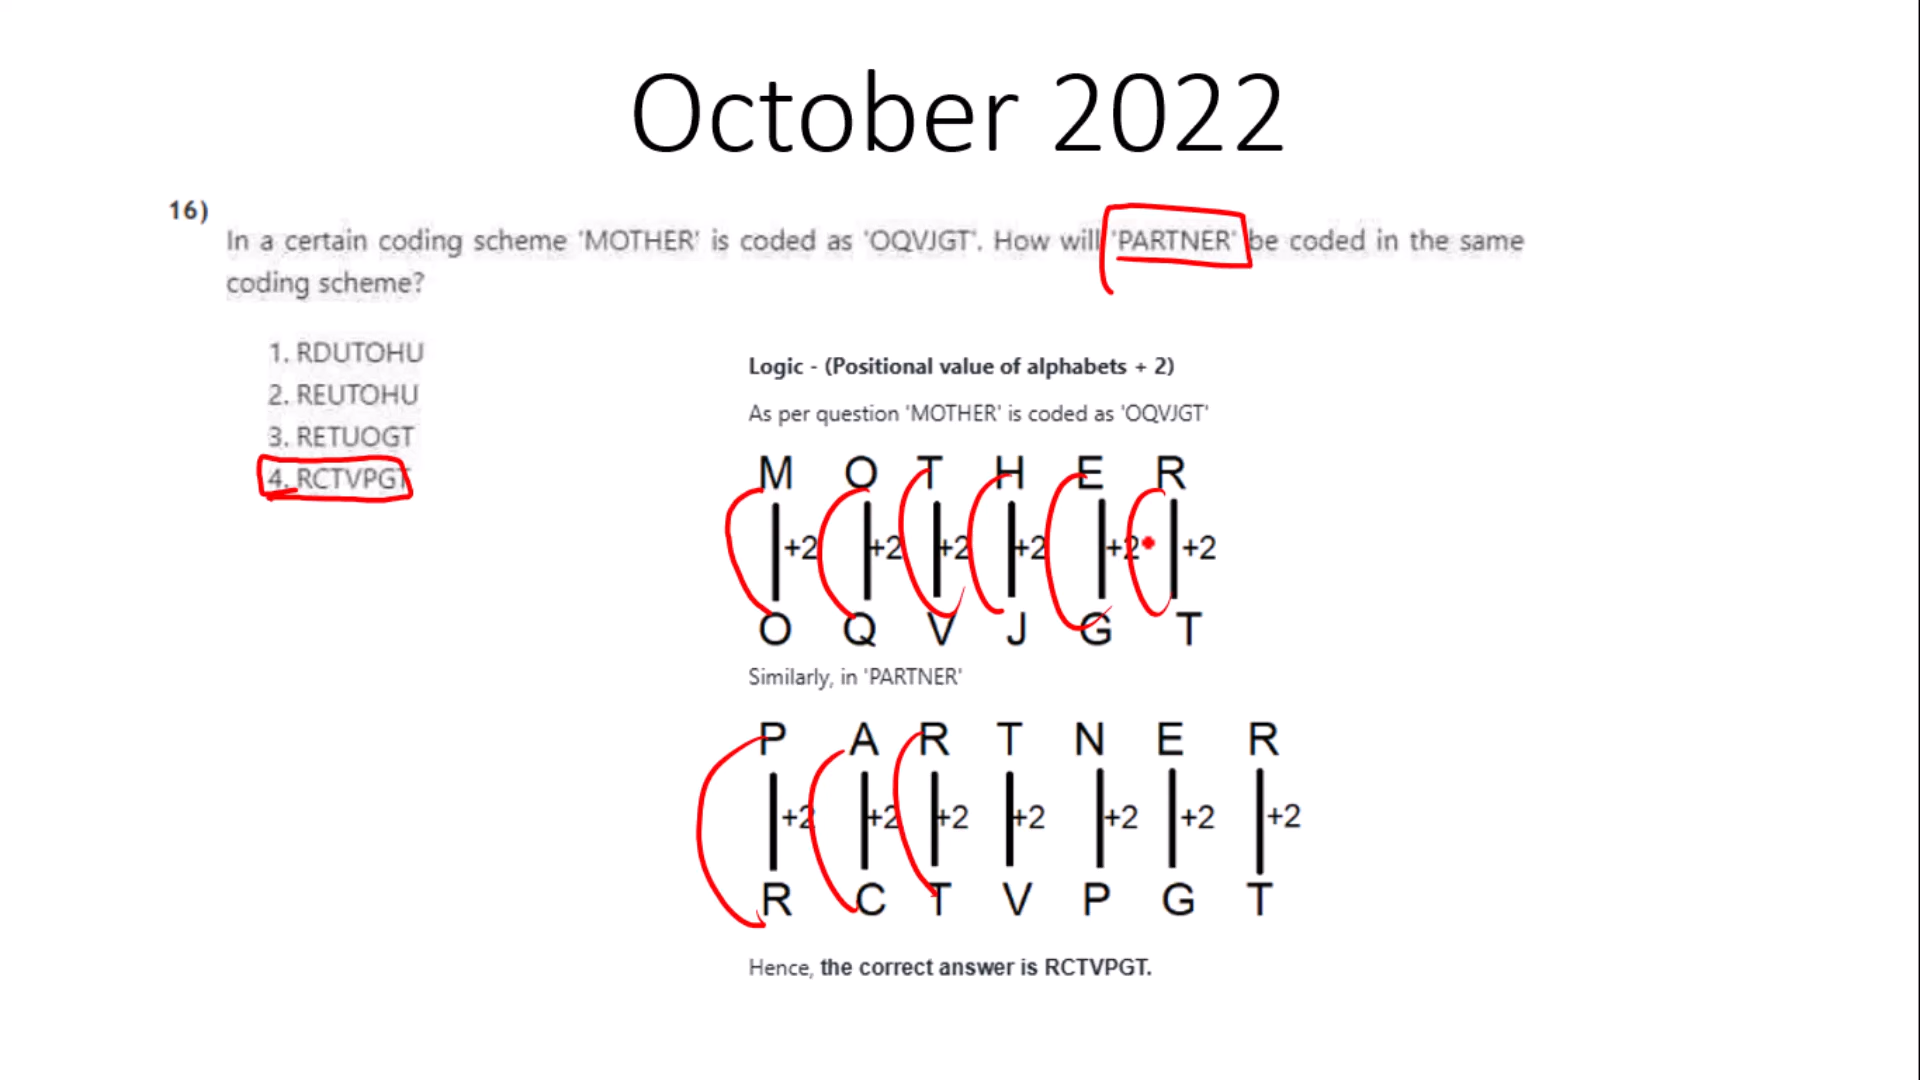 October 2022
16)
In a certain coding scheme 'MOTHER' is coded as 'OQVJGT'. How will 'PARTNER' be coded in the same
coding scheme?
1. RDUTOHU
2. REUTOHU
3. RETUOGT
4. RCTVPGT
Logic - (Positional value of alphabets + 2)
As per question 'MOTHER' is coded as 'OQVJGT'
M O T H E R
+2 +2 +2 +2 +2 +2
O Q V J G T
Similarly, in 'PARTNER'
P A R T N E R
+2 +2 +2 +2 +2 +2 +2
R C T V P G T
Hence, the correct answer is RCTVPGT.